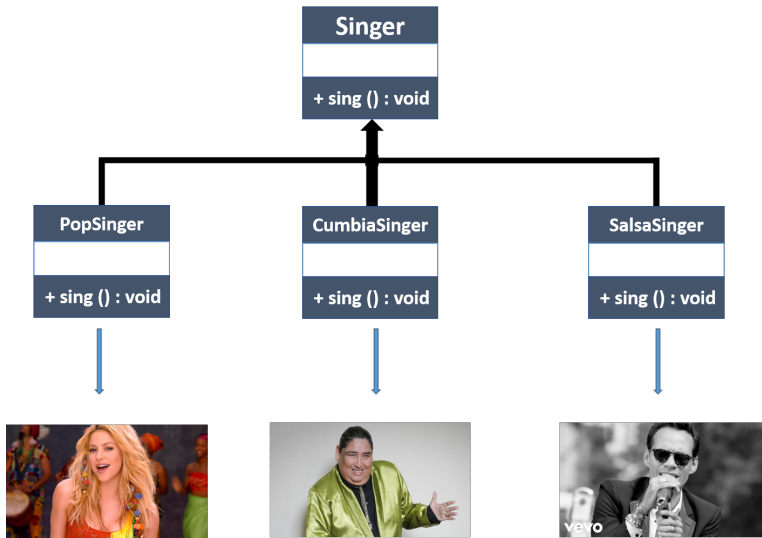 Singer
+ sing () : void
PopSinger
CumbiaSinger
SalsaSinger
+ sing () : void
+ sing () : void
+ sing () : void
vevo